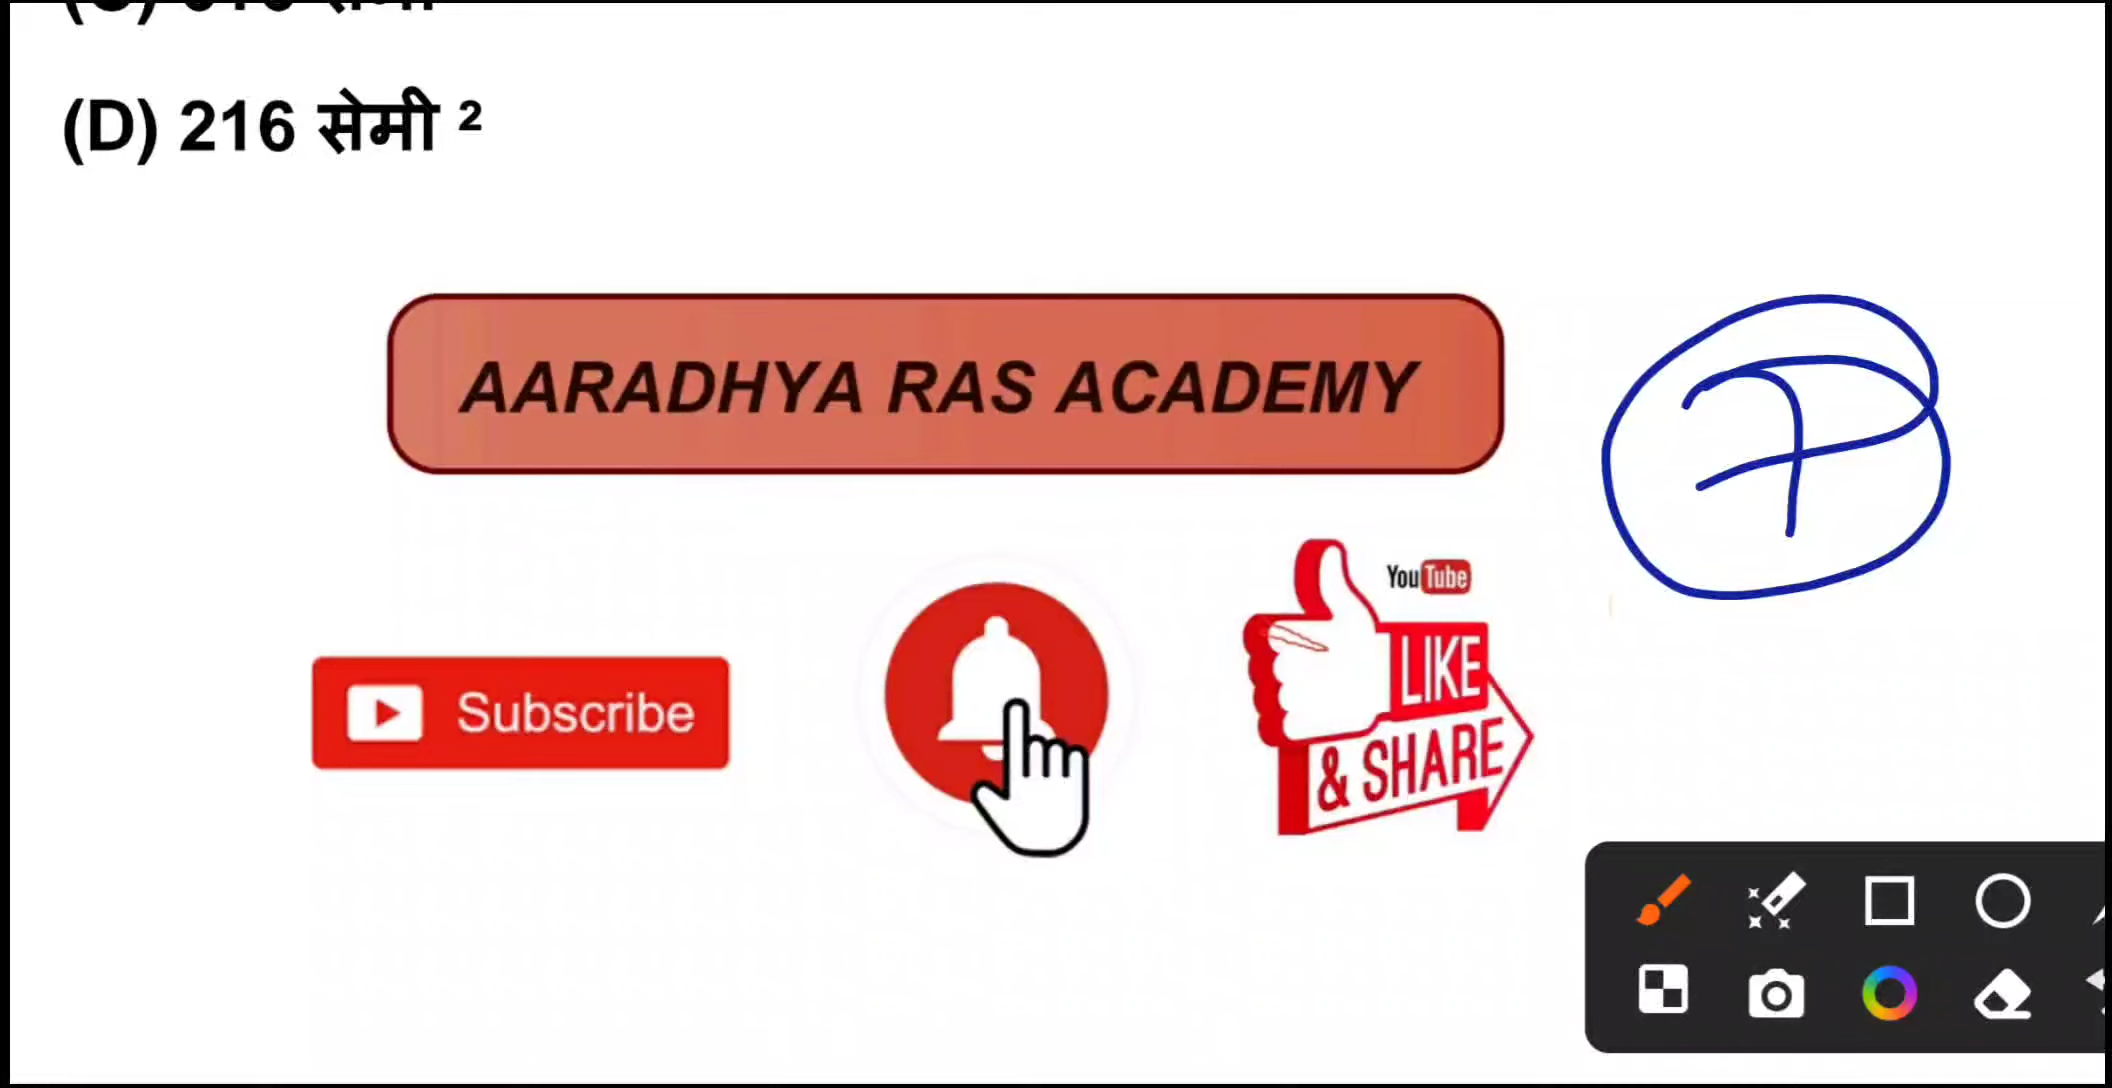 (D) 216 सेमी ²
AARADHYA RAS ACADEMY
Subscribe
YouTube
LIKE
& SHARE